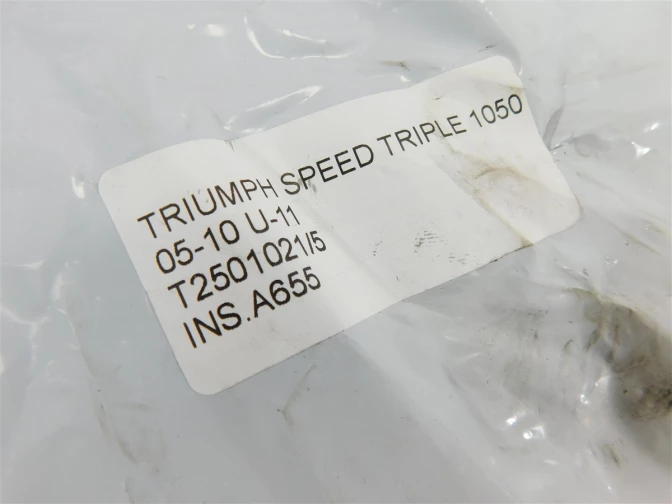 TRIUMPH SPEED TRIPLE 1050
05-10 U-11
T2501021/5
INS.A655